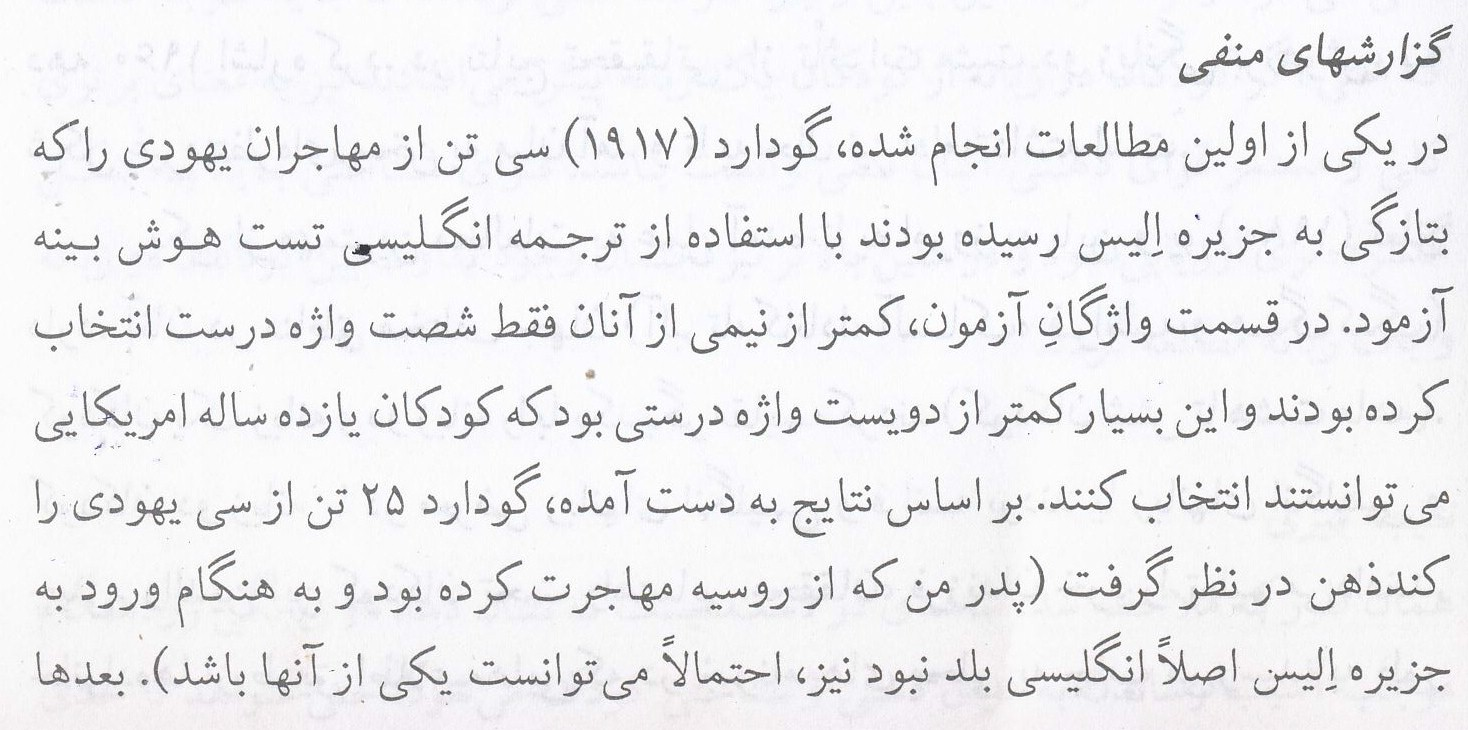 گزارشهای منفی
در یکی از اولین مطالعات انجام شده، گودارد (۱۹۱۷) سی تن از مهاجران یهودی را که
بتازگی به جزیره اِلیس رسیده بودند با استفاده از ترجمه انگلیسی تست هوش بینه
آزمود. در قسمت واژگانِ آزمون، کمتر از نیمی از آنان فقط شصت واژه درست انتخاب
کرده بودند و این بسیار کمتر از دویست واژه درستی بود که کودکان یازده ساله امریکایی
می توانستند انتخاب کنند. بر اساس نتایج به دست آمده، گودارد ۲۵ تن از سی یهودی را
کندذهن در نظر گرفت (پدر من که از روسیه مهاجرت کرده بود و به هنگام ورود به
جزیره اِلیس اصلاً انگلیسی بلد نبود نیز، احتمالاً می توانست یکی از آنها باشد). بعدها